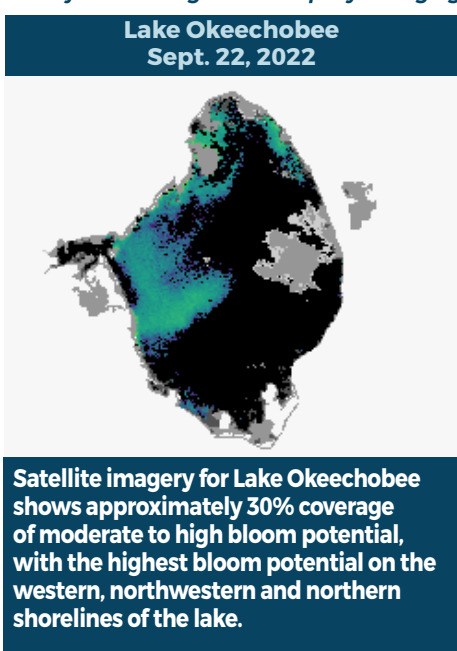 Lake Okeechobee
Sept. 22, 2022
Satellite imagery for Lake Okeechobee
shows approximately 30% coverage
of moderate to high bloom potential,
with the highest bloom potential on the
western, northwestern and northern
shorelines of the lake.